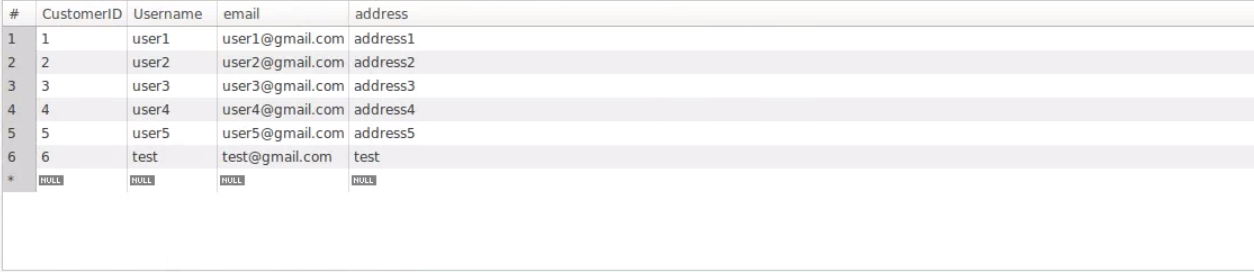 # CustomerID Username email address
1 1 user1 user1@gmail.com address1
2 2 user2 user2@gmail.com address2
3 3 user3 user3@gmail.com address3
4 4 user4 user4@gmail.com address4
5 5 user5 user5@gmail.com address5
6 6 test test@gmail.com test
* NULL NULL NULL NULL